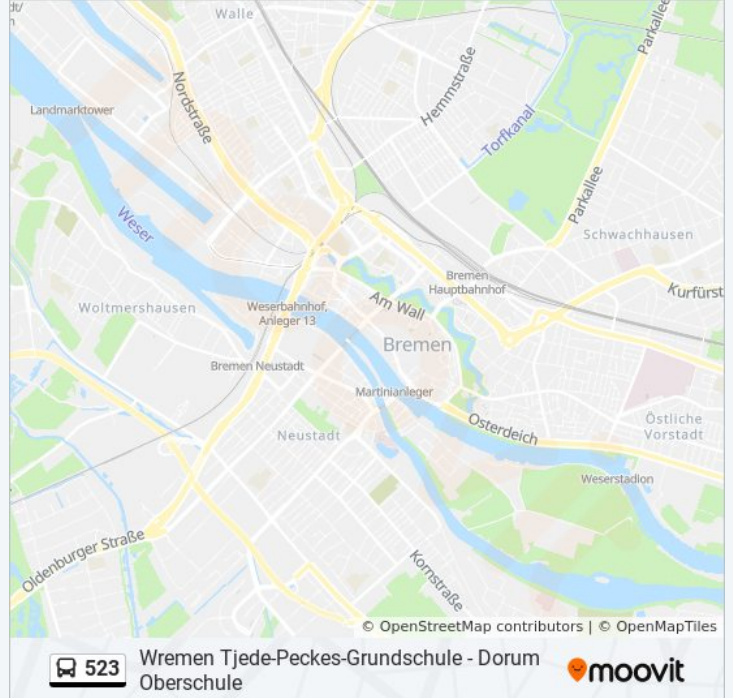 dt/
n
Walle
Parkallee
Nordstraße
Hemmstraße
Landmarktower
Torfkanal
Parkallee
Weser
Schwachhausen
Bremen
Hauptbahnhof
Kurfürst
Woltmershausen
Weserbahnhof,
Anleger 13
Am Wall
Bremen
Bremen Neustadt
Martinianleger
Neustadt
Osterdeich
Östliche
Vorstadt
Weserstadion
Oldenburger Straße
Kornstraße
© OpenStreetMap contributors | © OpenMapTiles
523
Wremen Tjede-Peckes-Grundschule - Dorum
Oberschule
moovit